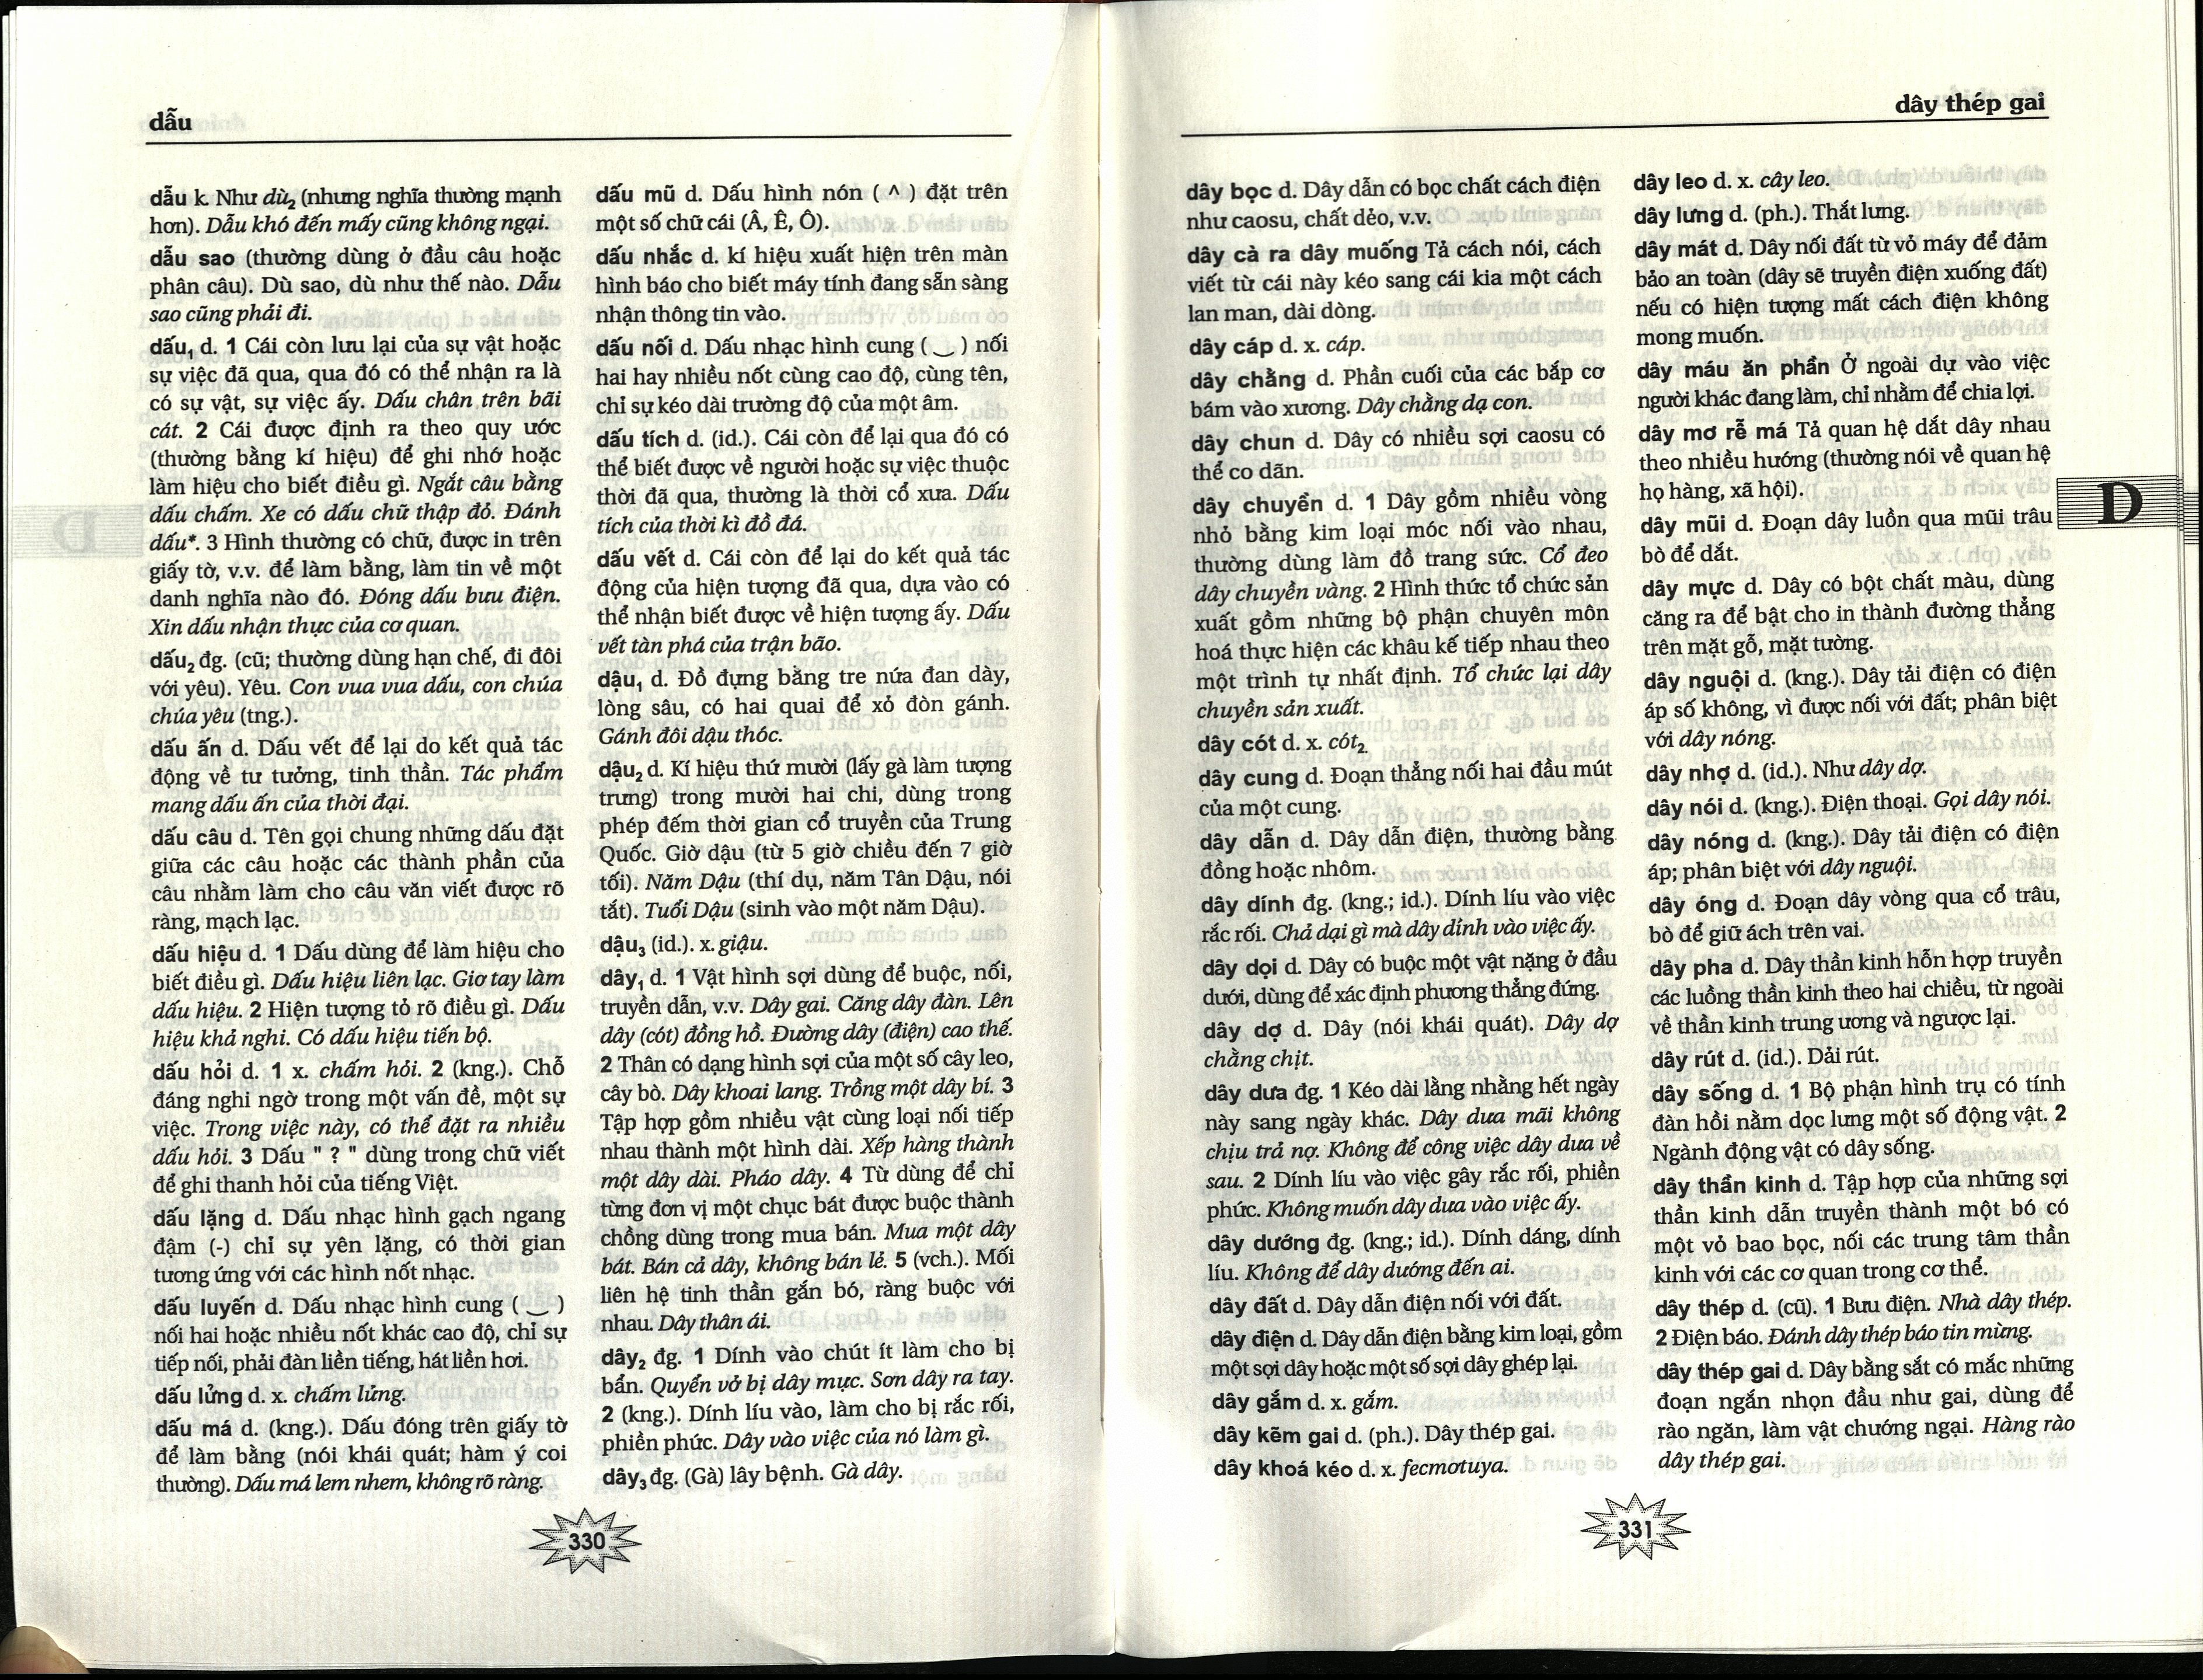 dẫu
dẫu k. Như dù₂ (nhưng nghĩa thường mạnh
hơn). Dẫu khó đến mấy cũng không ngại.
dẫu sao (thường dùng ở đầu câu hoặc
phân câu). Dù sao, dù như thế nào. Dẫu
sao cũng phải đi.
dấu₁ d. 1 Cái còn lưu lại của sự vật hoặc
sự việc đã qua, qua đó có thể nhận ra là
có sự vật, sự việc ấy. Dấu chân trên bãi
cát. 2 Cái được định ra theo quy ước
(thường bằng kí hiệu) để ghi nhớ hoặc
làm hiệu cho biết điều gì. Ngắt câu bằng
dấu chấm. Xe có dấu chữ thập đỏ. Đánh
dấu*. 3 Hình thường có chữ, được in trên
giấy tờ, v.v. để làm bằng, làm tin về một
danh nghĩa nào đó. Đóng dấu bưu điện.
Xin dấu nhận thực của cơ quan.
dấu₂ đg. (cũ; thường dùng hạn chế, đi đôi
với yêu). Yêu. Con vua vua dấu, con chúa
chúa yêu (tng.).
dấu ấn d. Dấu vết để lại do kết quả tác
động về tư tưởng, tinh thần. Tác phẩm
mang dấu ấn của thời đại.
dấu câu d. Tên gọi chung những dấu đặt
giữa các câu hoặc các thành phần của
câu nhằm làm cho câu văn viết được rõ
ràng, mạch lạc.
dấu hiệu d. 1 Dấu dùng để làm hiệu cho
biết điều gì. Dấu hiệu liên lạc. Giơ tay làm
dấu hiệu. 2 Hiện tượng tỏ rõ điều gì. Dấu
hiệu khả nghi. Có dấu hiệu tiến bộ.
dấu hỏi d. 1 x. chấm hỏi. 2 (kng.). Chỗ
đáng nghi ngờ trong một vấn đề, một sự
việc. Trong việc này, có thể đặt ra nhiều
dấu hỏi. 3 Dấu " ? " dùng trong chữ viết
để ghi thanh hỏi của tiếng Việt.
dấu lặng d. Dấu nhạc hình gạch ngang
đậm (-) chỉ sự yên lặng, có thời gian
tương ứng với các hình nốt nhạc.
dấu luyến d. Dấu nhạc hình cung ( ‿ )
nối hai hoặc nhiều nốt khác cao độ, chỉ sự
tiếp nối, phải đàn liền tiếng, hát liền hơi.
dấu lửng d. x. chấm lửng.
dấu má d. (kng.). Dấu đóng trên giấy tờ
để làm bằng (nói khái quát; hàm ý coi
thường). Dấu má lem nhem, không rõ ràng.
dấu mũ d. Dấu hình nón ( ^ ) đặt trên
một số chữ cái (Â, Ê, Ô).
dấu nhắc d. kí hiệu xuất hiện trên màn
hình báo cho biết máy tính đang sẵn sàng
nhận thông tin vào.
dấu nối d. Dấu nhạc hình cung ( ‿ ) nối
hai hay nhiều nốt cùng cao độ, cùng tên,
chỉ sự kéo dài trường độ của một âm.
dấu tích d. (id.). Cái còn để lại qua đó có
thể biết được về người hoặc sự việc thuộc
thời đã qua, thường là thời cổ xưa. Dấu
tích của thời kì đồ đá.
dấu vết d. Cái còn để lại do kết quả tác
động của hiện tượng đã qua, dựa vào có
thể nhận biết được về hiện tượng ấy. Dấu
vết tàn phá của trận bão.
dậu₁ d. Đồ đựng bằng tre nứa đan dày,
lòng sâu, có hai quai để xỏ đòn gánh.
Gánh đôi dậu thóc.
dậu₂ d. Kí hiệu thứ mười (lấy gà làm tượng
trưng) trong mười hai chi, dùng trong
phép đếm thời gian cổ truyền của Trung
Quốc. Giờ dậu (từ 5 giờ chiều đến 7 giờ
tối). Năm Dậu (thí dụ, năm Tân Dậu, nói
tắt). Tuổi Dậu (sinh vào một năm Dậu).
dậu₃ (id.). x. giậu.
dây₁ d. 1 Vật hình sợi dùng để buộc, nối,
truyền dẫn, v.v. Dây gai. Căng dây đàn. Lên
dây (cót) đồng hồ. Đường dây (điện) cao thế.
2 Thân có dạng hình sợi của một số cây leo,
cây bò. Dây khoai lang. Trồng một dây bí. 3
Tập hợp gồm nhiều vật cùng loại nối tiếp
nhau thành một hình dài. Xếp hàng thành
một dây dài. Pháo dây. 4 Từ dùng để chỉ
từng đơn vị một chục bát được buộc thành
chồng dùng trong mua bán. Mua một dây
bát. Bán cả dây, không bán lẻ. 5 (vch.). Mối
liên hệ tinh thần gắn bó, ràng buộc với
nhau. Dây thân ái.
dây₂ đg. 1 Dính vào chút ít làm cho bị
bẩn. Quyển vở bị dây mực. Sơn dây ra tay.
2 (kng.). Dính líu vào, làm cho bị rắc rối,
phiền phức. Dây vào việc của nó làm gì.
dây₃ đg. (Gà) lây bệnh. Gà dây.
330
dây thép gai
dây bọc d. Dây dẫn có bọc chất cách điện
như caosu, chất dẻo, v.v.
dây cà ra dây muống Tả cách nói, cách
viết từ cái này kéo sang cái kia một cách
lan man, dài dòng.
dây cáp d. x. cáp.
dây chằng d. Phần cuối của các bắp cơ
bám vào xương. Dây chằng dạ con.
dây chun d. Dây có nhiều sợi caosu có
thể co dãn.
dây chuyền d. 1 Dây gồm nhiều vòng
nhỏ bằng kim loại móc nối vào nhau,
thường dùng làm đồ trang sức. Cổ đeo
dây chuyền vàng. 2 Hình thức tổ chức sản
xuất gồm những bộ phận chuyên môn
hoá thực hiện các khâu kế tiếp nhau theo
một trình tự nhất định. Tổ chức lại dây
chuyền sản xuất.
dây cót d. x. cót₂.
dây cung d. Đoạn thẳng nối hai đầu mút
của một cung.
dây dẫn d. Dây dẫn điện, thường bằng
đồng hoặc nhôm.
dây dính đg. (kng.; id.). Dính líu vào việc
rắc rối. Chả dại gì mà dây dính vào việc ấy.
dây dọi d. Dây có buộc một vật nặng ở đầu
dưới, dùng để xác định phương thẳng đứng.
dây dợ d. Dây (nói khái quát). Dây dợ
chằng chịt.
dây dưa đg. 1 Kéo dài lằng nhằng hết ngày
này sang ngày khác. Dây dưa mãi không
chịu trả nợ. Không để công việc dây dưa về
sau. 2 Dính líu vào việc gây rắc rối, phiền
phức. Không muốn dây dưa vào việc ấy.
dây dướng đg. (kng.; id.). Dính dáng, dính
líu. Không để dây dướng đến ai.
dây đất d. Dây dẫn điện nối với đất.
dây điện d. Dây dẫn điện bằng kim loại, gồm
một sợi dây hoặc một số sợi dây ghép lại.
dây gắm d. x. gắm.
dây kẽm gai d. (ph.). Dây thép gai.
dây khoá kéo d. x. fecmơtuya.
dây leo d. x. cây leo.
dây lưng d. (ph.). Thắt lưng.
dây mát d. Dây nối đất từ vỏ máy để đảm
bảo an toàn (dây sẽ truyền điện xuống đất)
nếu có hiện tượng mất cách điện không
mong muốn.
dây máu ăn phần Ở ngoài dự vào việc
người khác đang làm, chỉ nhằm để chia lợi.
dây mơ rễ má Tả quan hệ dắt dây nhau
theo nhiều hướng (thường nói về quan hệ
họ hàng, xã hội).
dây mũi d. Đoạn dây luồn qua mũi trâu
bò để dắt.
dây mực d. Dây có bột chất màu, dùng
căng ra để bật cho in thành đường thẳng
trên mặt gỗ, mặt tường.
dây nguội d. (kng.). Dây tải điện có điện
áp số không, vì được nối với đất; phân biệt
với dây nóng.
dây nhợ d. (id.). Như dây dợ.
dây nói d. (kng.). Điện thoại. Gọi dây nói.
dây nóng d. (kng.). Dây tải điện có điện
áp; phân biệt với dây nguội.
dây óng d. Đoạn dây vòng qua cổ trâu,
bò để giữ ách trên vai.
dây pha d. Dây thần kinh hỗn hợp truyền
các luồng thần kinh theo hai chiều, từ ngoài
về thần kinh trung ương và ngược lại.
dây rút d. (id.). Dải rút.
dây sống d. 1 Bộ phận hình trụ có tính
đàn hồi nằm dọc lưng một số động vật. 2
Ngành động vật có dây sống.
dây thần kinh d. Tập hợp của những sợi
thần kinh dẫn truyền thành một bó có
một vỏ bao bọc, nối các trung tâm thần
kinh với các cơ quan trong cơ thể.
dây thép d. (cũ). 1 Bưu điện. Nhà dây thép.
2 Điện báo. Đánh dây thép báo tin mừng.
dây thép gai d. Dây bằng sắt có mắc những
đoạn ngắn nhọn đầu như gai, dùng để
rào ngăn, làm vật chướng ngại. Hàng rào
dây thép gai.
D
331